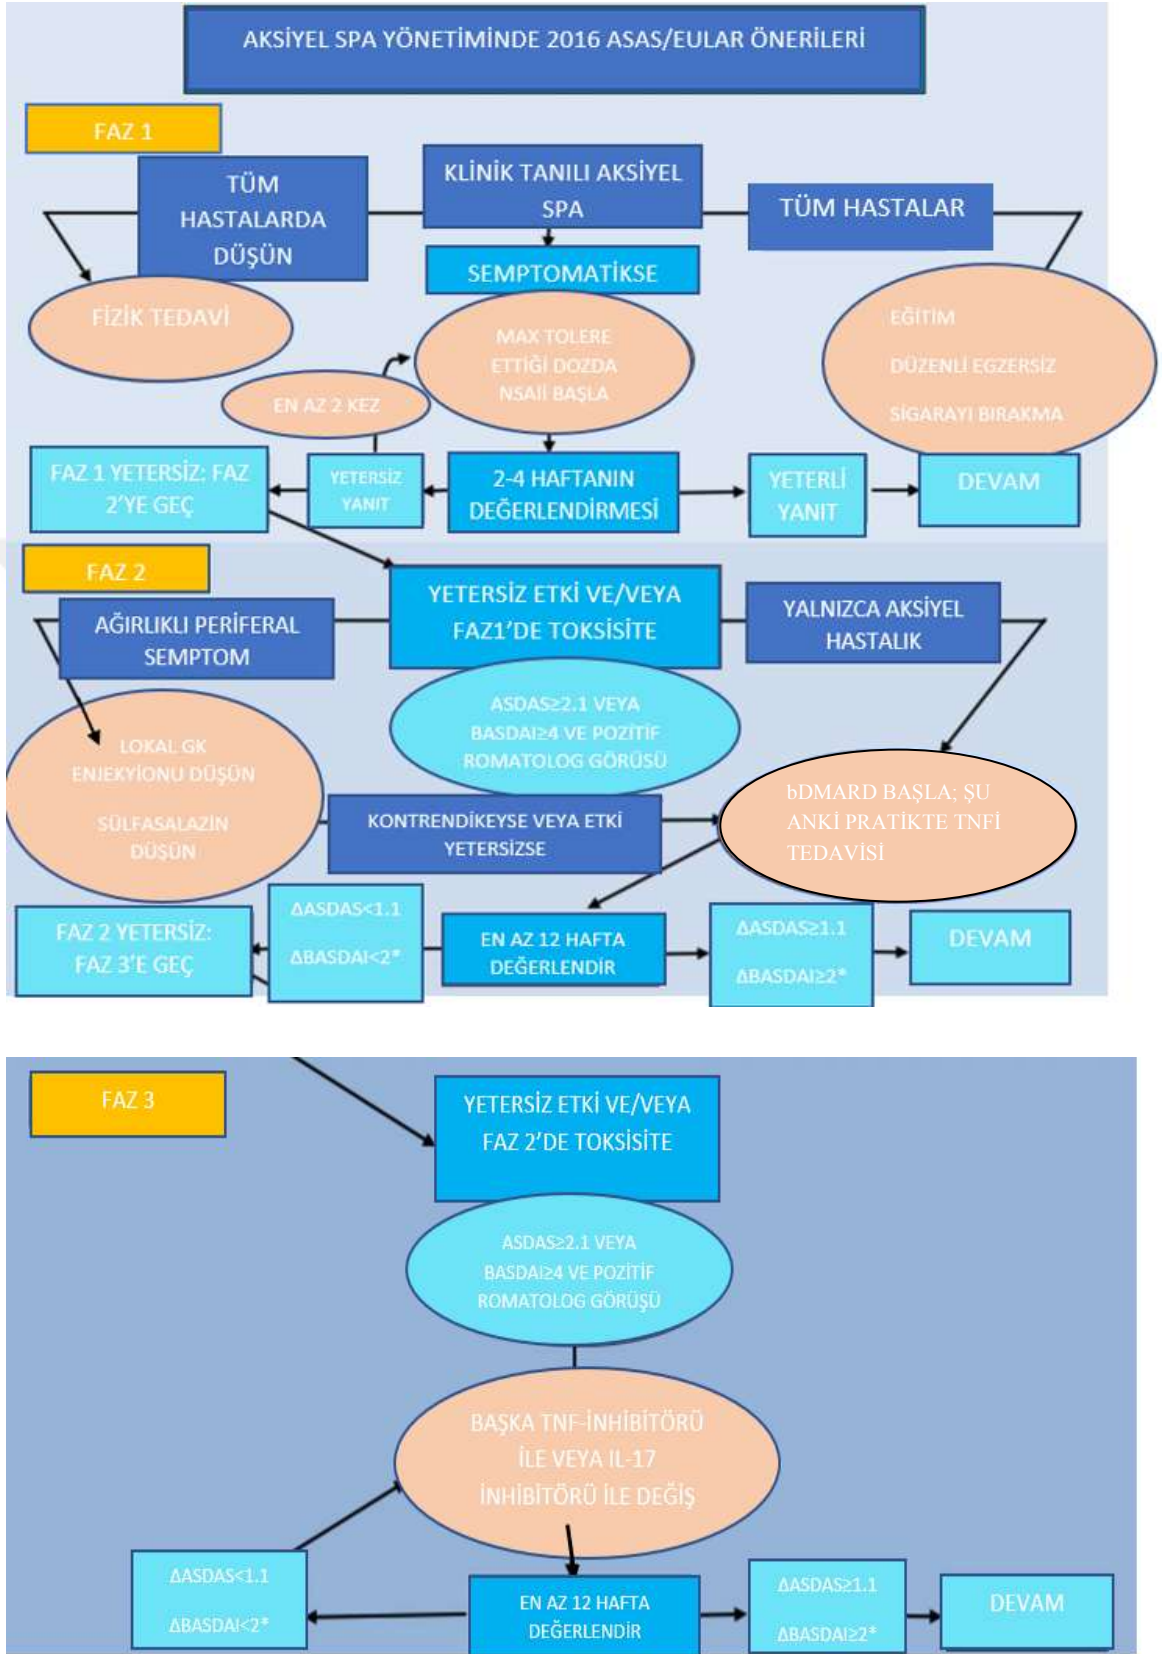 AKSİYEL SPA YÖNETİMİNDE 2016 ASAS/EULAR ÖNERİLERİ
FAZ 1
TÜM
HASTALARDA
DÜŞÜN
KLİNİK TANILI AKSİYEL
SPA
TÜM HASTALAR
SEMPTOMATİKSE
FİZİK TEDAVİ
MAX TOLERE
ETTİĞİ DOZDA
NSAİİ BAŞLA
EĞİTİM
DÜZENLİ EGZERSİZ
SİGARAYI BIRAKMA
EN AZ 2 KEZ
FAZ 1 YETERSİZ: FAZ
2'YE GEÇ
YETERSİZ
YANIT
2-4 HAFTANIN
DEĞERLENDİRMESİ
YETERLİ
YANIT
DEVAM
FAZ 2
AĞIRLIKLI PERİFERAL
SEMPTOM
YETERSİZ ETKİ VE/VEYA
FAZ1'DE TOKSİSİTE
YALNIZCA AKSİYEL
HASTALIK
ASDAS≥2.1 VEYA
BASDAI≥4 VE POZİTİF
ROMATOLOG GÖRÜSÜ
LOKAL GK
ENJEKYİONU DÜŞÜN
SÜLFASALAZİN
DÜŞÜN
KONTRENDİKEYSE VEYA ETKİ
YETERSİZSE
bDMARD BAŞLA; ŞU
ANKİ PRATİKTE TNFİ
TEDAVİSİ
FAZ 2 YETERSİZ:
FAZ 3'E GEÇ
ΔASDAS<1.1
ΔBASDAI<2*
EN AZ 12 HAFTA
DEĞERLENDİR
ΔASDAS≥1.1
ΔBASDAI≥2*
DEVAM
FAZ 3
YETERSİZ ETKİ VE/VEYA
FAZ 2'DE TOKSİSİTE
ASDAS≥2.1 VEYA
BASDAI≥4 VE POZİTİF
ROMATOLOG GÖRÜŞÜ
BAŞKA TNF-İNHİBİTÖRÜ
İLE VEYA IL-17
İNHİBİTÖRÜ İLE DEĞİŞ
ΔASDAS<1.1
ΔBASDAI<2*
EN AZ 12 HAFTA
DEĞERLENDİR
ΔASDAS≥1.1
ΔBASDAI≥2*
DEVAM